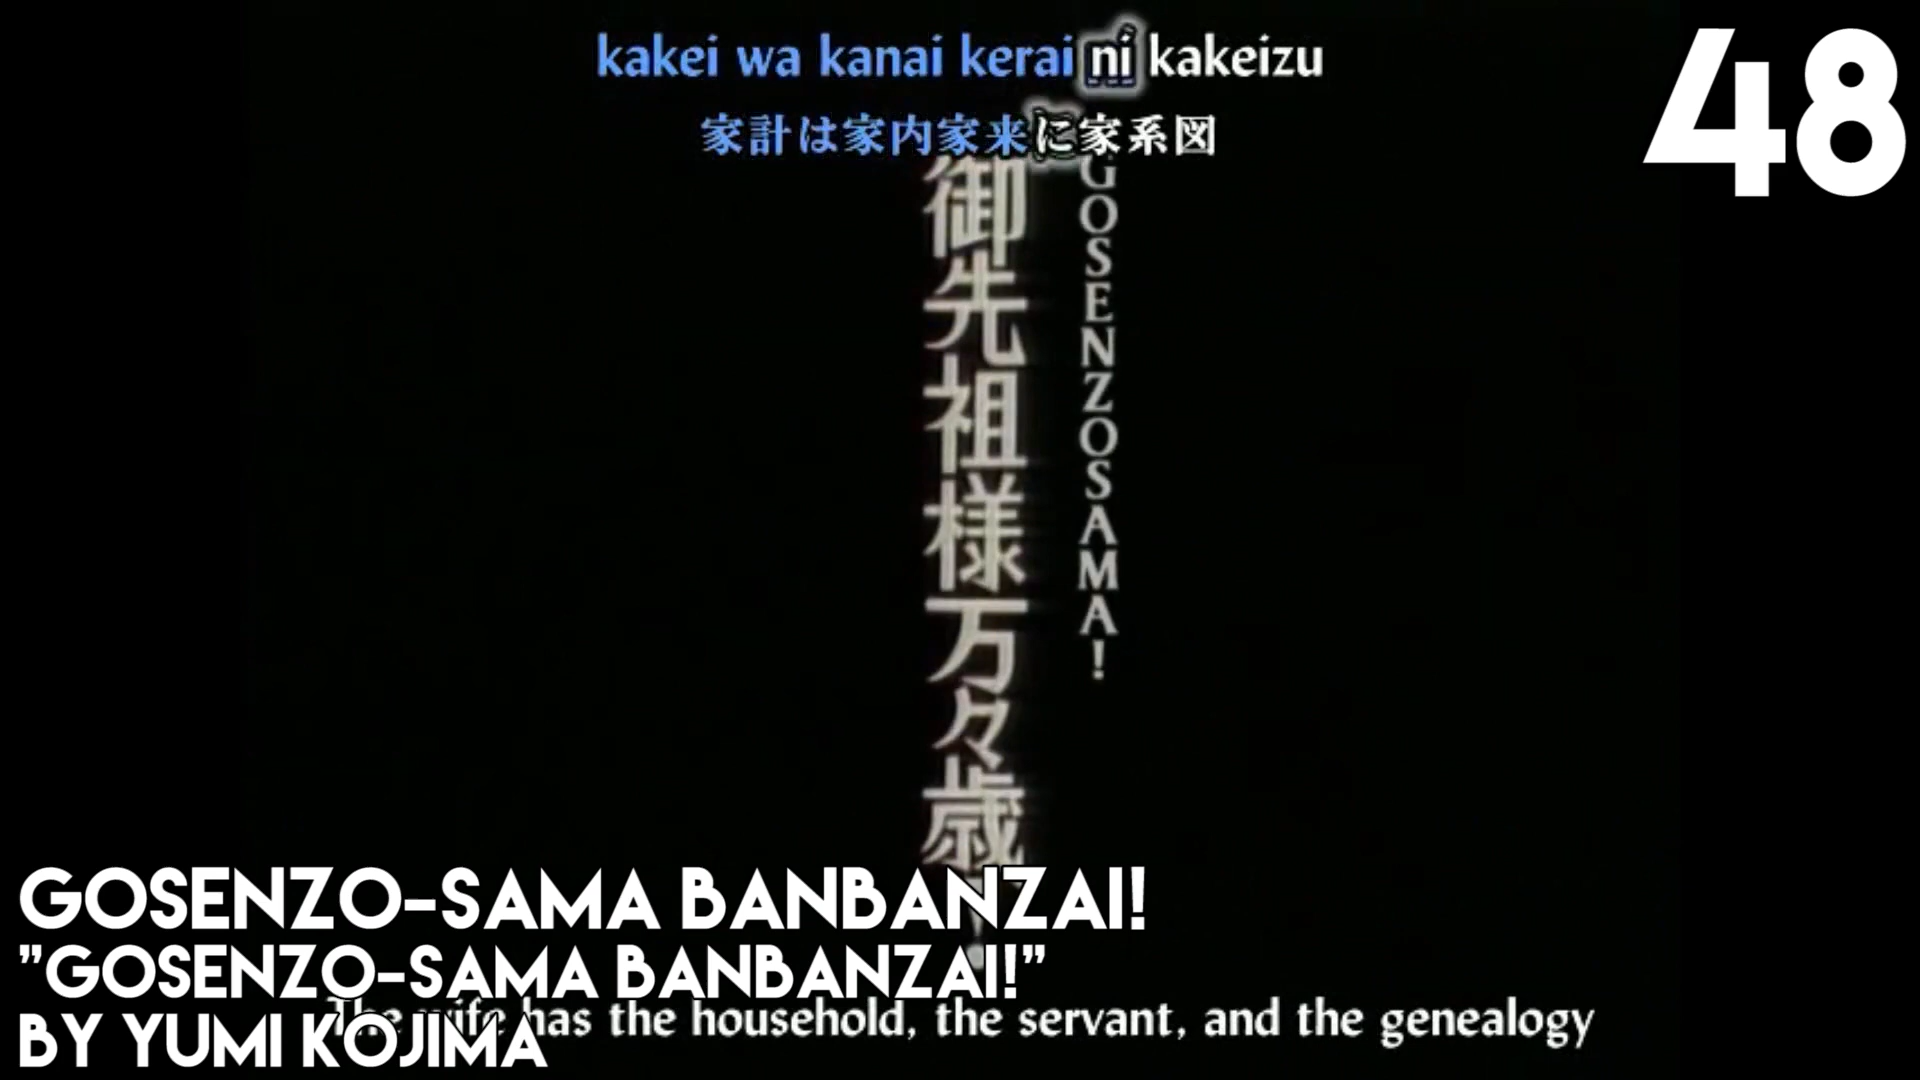 kakei wa kanai kerai ni kakeizu
家計は家内家来に家系図
48
GOSENZOSAMA!
御先祖様万々歳!
GOSENZO-SAMA BANBANZAI!
"GOSENZO-SAMA BANBANZAI!"
The wife has the household, the servant, and the genealogy
BY YUMI KOJIMA